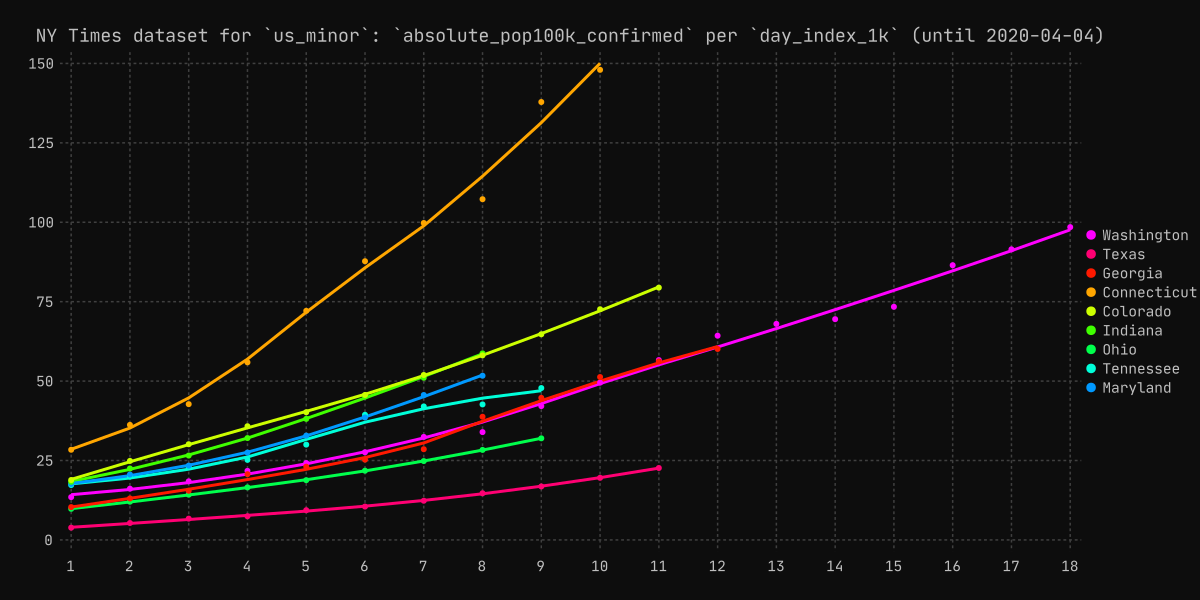 NY Times dataset for `us_minor`: `absolute_pop100k_confirmed` per `day_index_1k` (until 2020-04-04)
150
125
100
75
50
25
0
1 2 3 4 5 6 7 8 9 10 11 12 13 14 15 16 17 18
Washington
Texas
Georgia
Connecticut
Colorado
Indiana
Ohio
Tennessee
Maryland